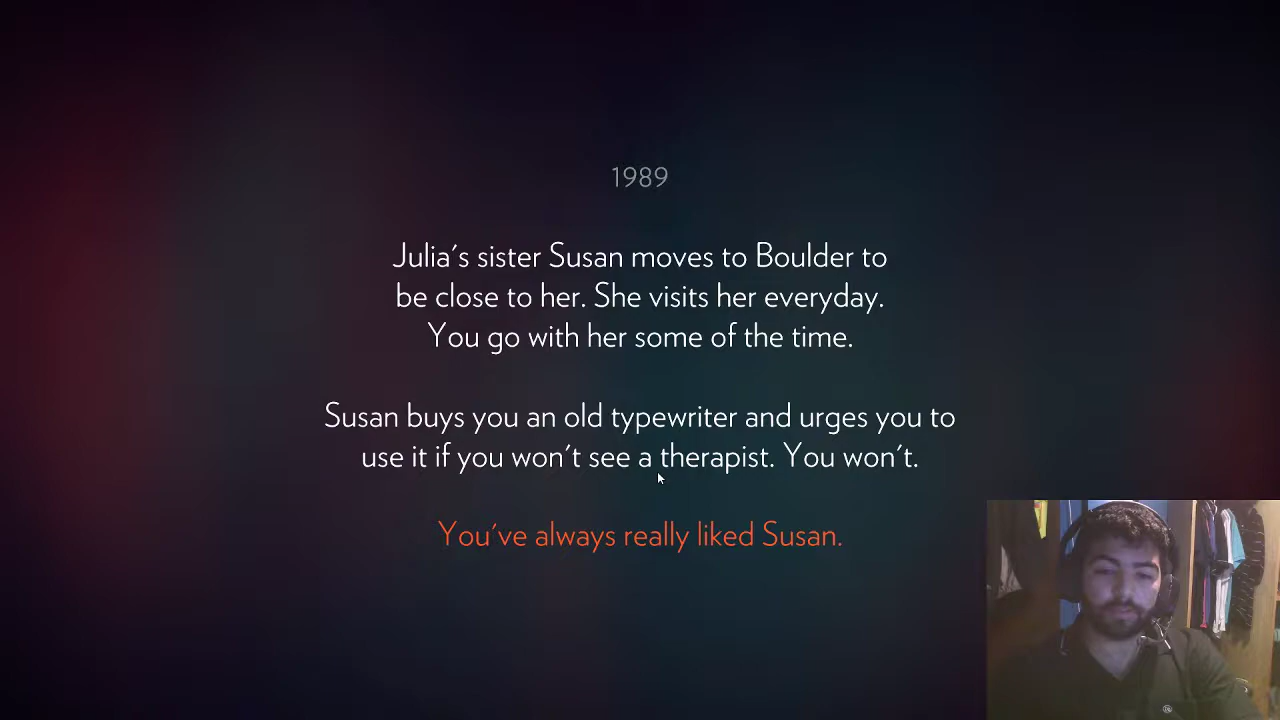 1989
Julia's sister Susan moves to Boulder to
be close to her. She visits her everyday.
You go with her some of the time.
Susan buys you an old typewriter and urges you to
use it if you won't see a therapist. You won't.
You've always really liked Susan.